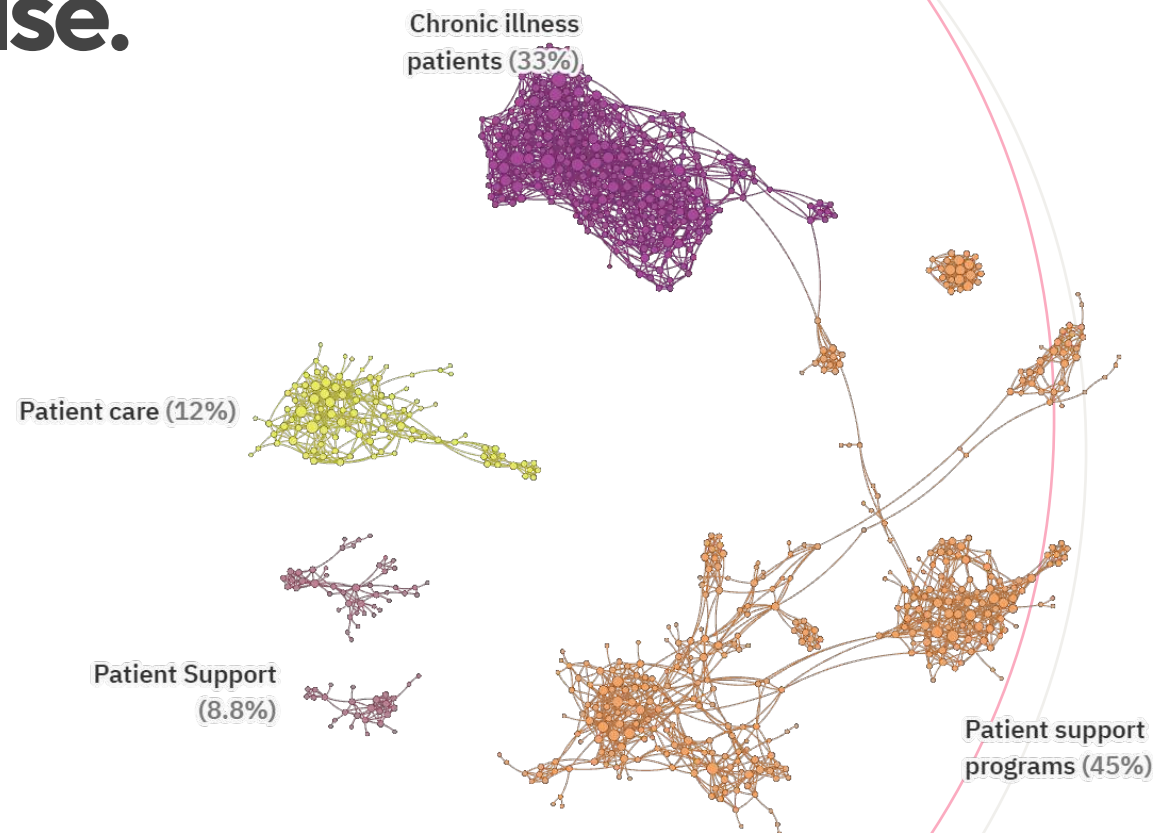 Chronic illness
patients (33%)
Patient care (12%)
Patient Support
(8.8%)
Patient support
programs (45%)